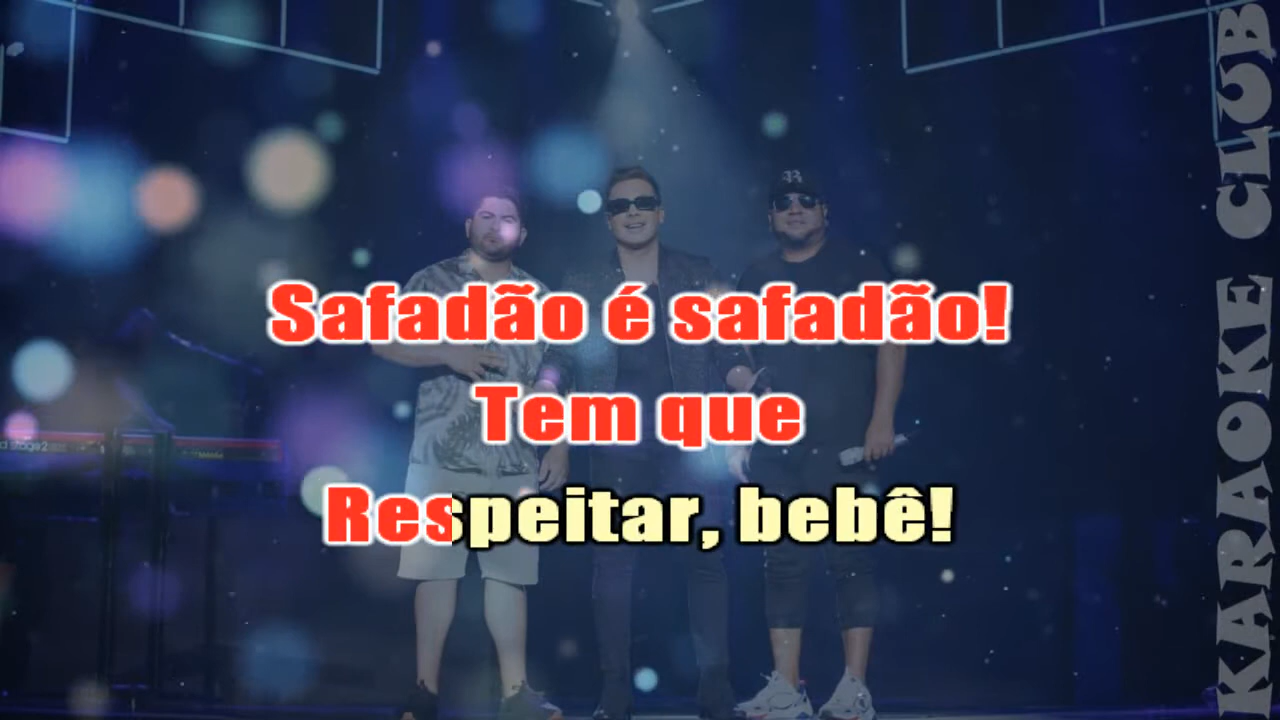 Safadão é safadão!
Tem que
Respeitar, bebê!
KARAOKE CLUB